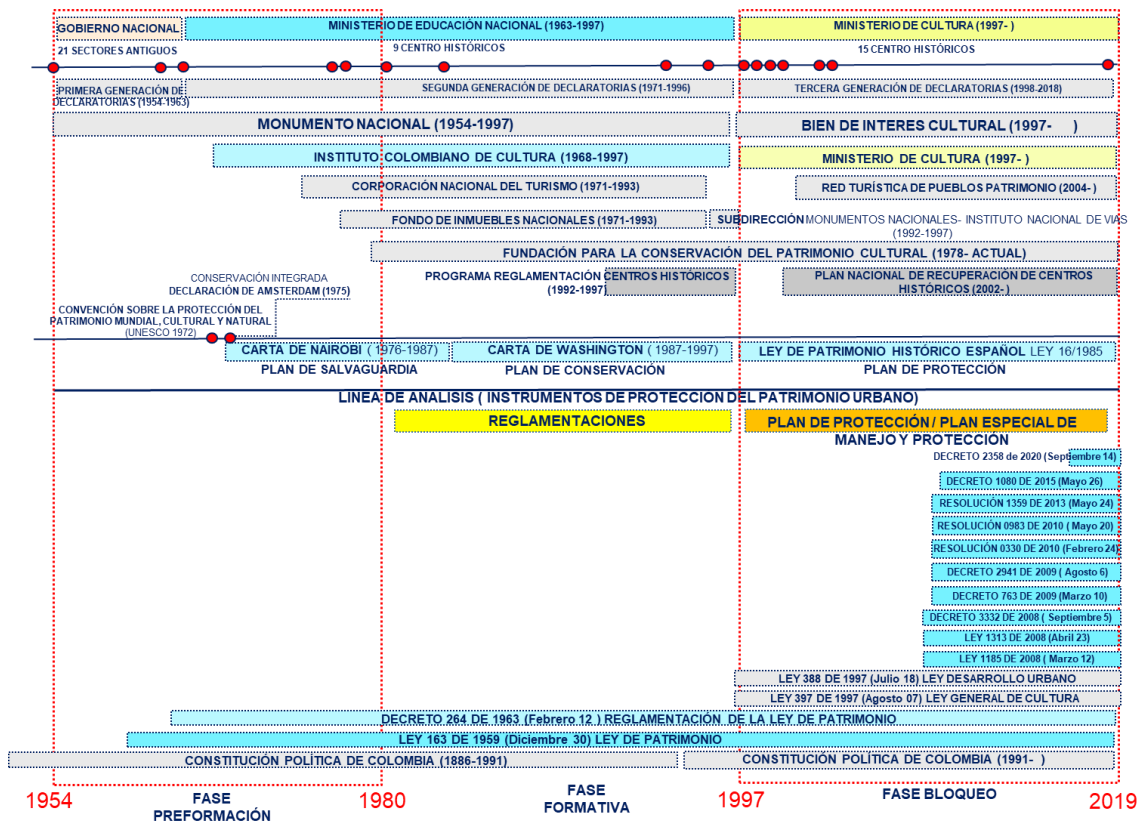 GOBIERNO NACIONAL
MINISTERIO DE EDUCACIÓN NACIONAL (1963-1997)
MINISTERIO DE CULTURA (1997- )
21 SECTORES ANTIGUOS
9 CENTRO HISTÓRICOS
15 CENTRO HISTÓRICOS
PRIMERA GENERACIÓN DE
DECLARATORIAS (1954-1963)
SEGUNDA GENERACIÓN DE DECLARATORIAS (1971-1996)
TERCERA GENERACIÓN DE DECLARATORIAS (1998-2018)
MONUMENTO NACIONAL (1954-1997)
BIEN DE INTERES CULTURAL (1997- )
INSTITUTO COLOMBIANO DE CULTURA (1968-1997)
MINISTERIO DE CULTURA (1997- )
CORPORACIÓN NACIONAL DEL TURISMO (1971-1993)
RED TURÍSTICA DE PUEBLOS PATRIMONIO (2004- )
FONDO DE INMUEBLES NACIONALES (1971-1993)
SUBDIRECCIÓN MONUMENTOS NACIONALES- INSTITUTO NACIONAL DE VIAS
(1992-1997)
FUNDACIÓN PARA LA CONSERVACIÓN DEL PATRIMONIO CULTURAL (1978- ACTUAL)
PROGRAMA REGLAMENTACIÓN CENTROS HISTÓRICOS
(1992-1997)
PLAN NACIONAL DE RECUPERACIÓN DE CENTROS
HISTÓRICOS (2002- )
CONSERVACIÓN INTEGRADA
DECLARACIÓN DE AMSTERDAM (1975)
CONVENCIÓN SOBRE LA PROTECCIÓN DEL
PATRIMONIO MUNDIAL, CULTURAL Y NATURAL
(UNESCO 1972)
CARTA DE NAIROBI ( 1976-1987)
CARTA DE WASHINGTON ( 1987-1997)
LEY DE PATRIMONIO HISTÓRICO ESPAÑOL LEY 16/1985
PLAN DE SALVAGUARDIA
PLAN DE CONSERVACIÓN
PLAN DE PROTECCIÓN
LINEA DE ANALISIS ( INSTRUMENTOS DE PROTECCION DEL PATRIMONIO URBANO)
REGLAMENTACIONES
PLAN DE PROTECCIÓN / PLAN ESPECIAL DE
MANEJO Y PROTECCIÓN
DECRETO 2358 de 2020 (Septiembre 14)
DECRETO 1080 DE 2015 (Mayo 26)
RESOLUCIÓN 1359 DE 2013 (Mayo 24)
RESOLUCIÓN 0983 DE 2010 ( Mayo 20)
RESOLUCIÓN 0330 DE 2010 (Febrero 24)
DECRETO 2941 DE 2009 ( Agosto 6)
DECRETO 763 DE 2009 (Marzo 10)
DECRETO 3332 DE 2008 ( Septiembre 5)
LEY 1313 DE 2008 (Abril 23)
LEY 1185 DE 2008 ( Marzo 12)
LEY 388 DE 1997 (Julio 18) LEY DESARROLLO URBANO
LEY 397 DE 1997 (Agosto 07) LEY GENERAL DE CULTURA
DECRETO 264 DE 1963 (Febrero 12 ) REGLAMENTACIÓN DE LA LEY DE PATRIMONIO
LEY 163 DE 1959 (Diciembre 30) LEY DE PATRIMONIO
CONSTITUCIÓN POLÍTICA DE COLOMBIA (1886-1991)
CONSTITUCIÓN POLÍTICA DE COLOMBIA (1991- )
1954
FASE
PREFORMACIÓN
1980
FASE
FORMATIVA
1997
FASE BLOQUEO
2019